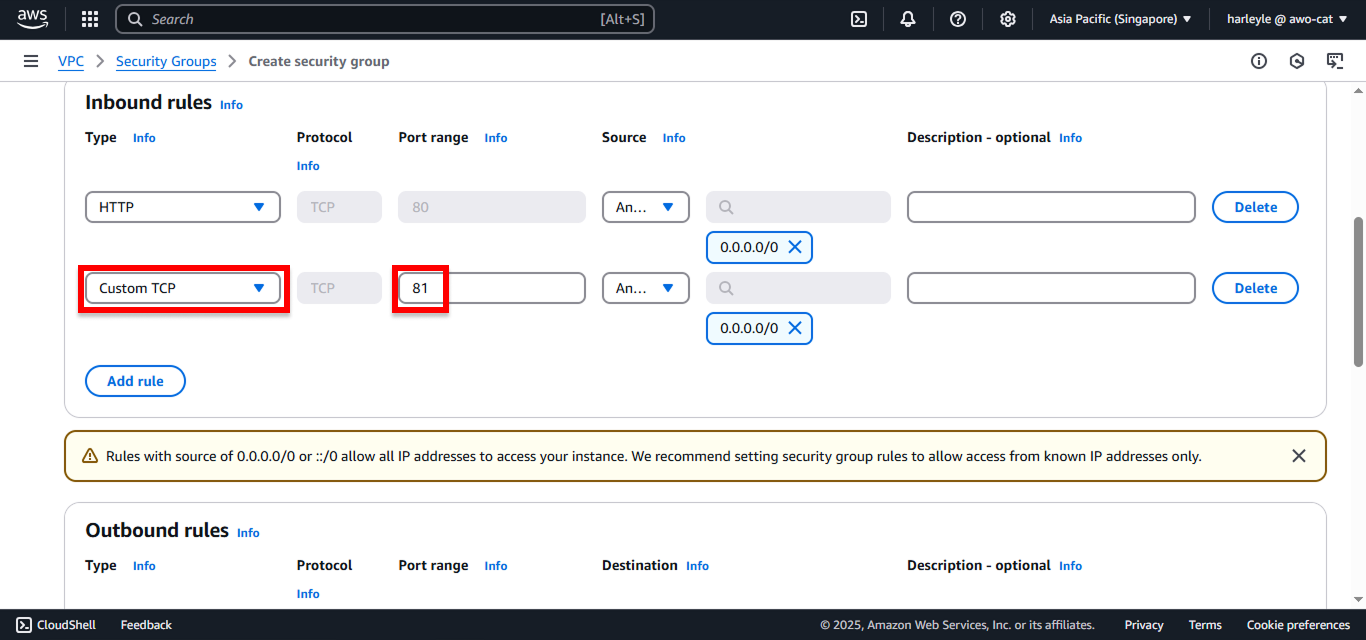 aws
Search [Alt+S]
Asia Pacific (Singapore)
harleyle @ awo-cat
VPC
Security Groups
Create security group
Inbound rules Info
Type Info
Protocol Info
Port range Info
Source Info
Description - optional Info
HTTP TCP 80 An... Delete
0.0.0.0/0
Custom TCP TCP 81 An... Delete
0.0.0.0/0
Add rule
Rules with source of 0.0.0.0/0 or ::/0 allow all IP addresses to access your instance. We recommend setting security group rules to allow access from known IP addresses only.
Outbound rules Info
Type Info
Protocol Info
Port range Info
Destination Info
Description - optional Info
CloudShell Feedback © 2025, Amazon Web Services, Inc. or its affiliates. Privacy Terms Cookie preferences